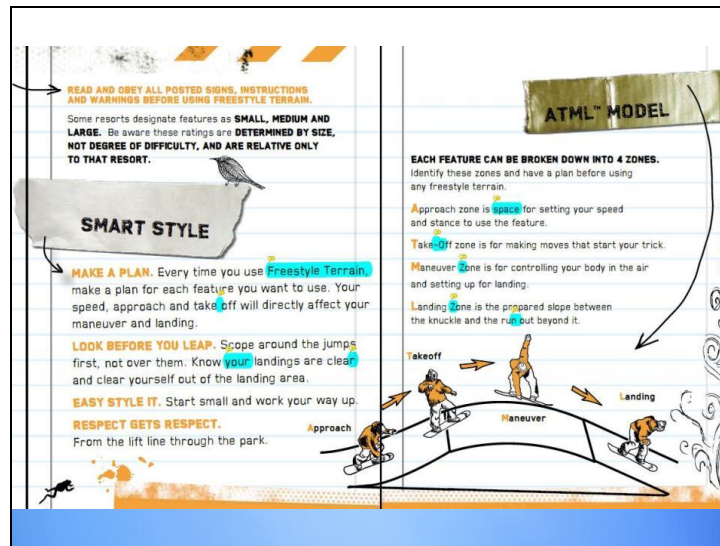 READ AND OBEY ALL POSTED SIGNS, INSTRUCTIONS
AND WARNINGS BEFORE USING FREESTYLE TERRAIN.
Some resorts designate features as SMALL, MEDIUM AND
LARGE. Be aware these ratings are DETERMINED BY SIZE,
NOT DEGREE OF DIFFICULTY, AND ARE RELATIVE ONLY
TO THAT RESORT.
SMART STYLE
MAKE A PLAN. Every time you use Freestyle Terrain,
make a plan for each feature you want to use. Your
speed, approach and take off will directly affect your
maneuver and landing.
LOOK BEFORE YOU LEAP. Scope around the jumps
first, not over them. Know your landings are clear
and clear yourself out of the landing area.
EASY STYLE IT. Start small and work your way up.
RESPECT GETS RESPECT.
From the lift line through the park.
ATML™ MODEL
EACH FEATURE CAN BE BROKEN DOWN INTO 4 ZONES.
Identify these zones and have a plan before using
any freestyle terrain.
Approach zone is space for setting your speed
and stance to use the feature.
Take-Off zone is for making moves that start your trick.
Maneuver Zone is for controlling your body in the air
and setting up for landing.
Landing Zone is the prepared slope between
the knuckle and the run out beyond it.
Approach
Takeoff
Maneuver
Landing